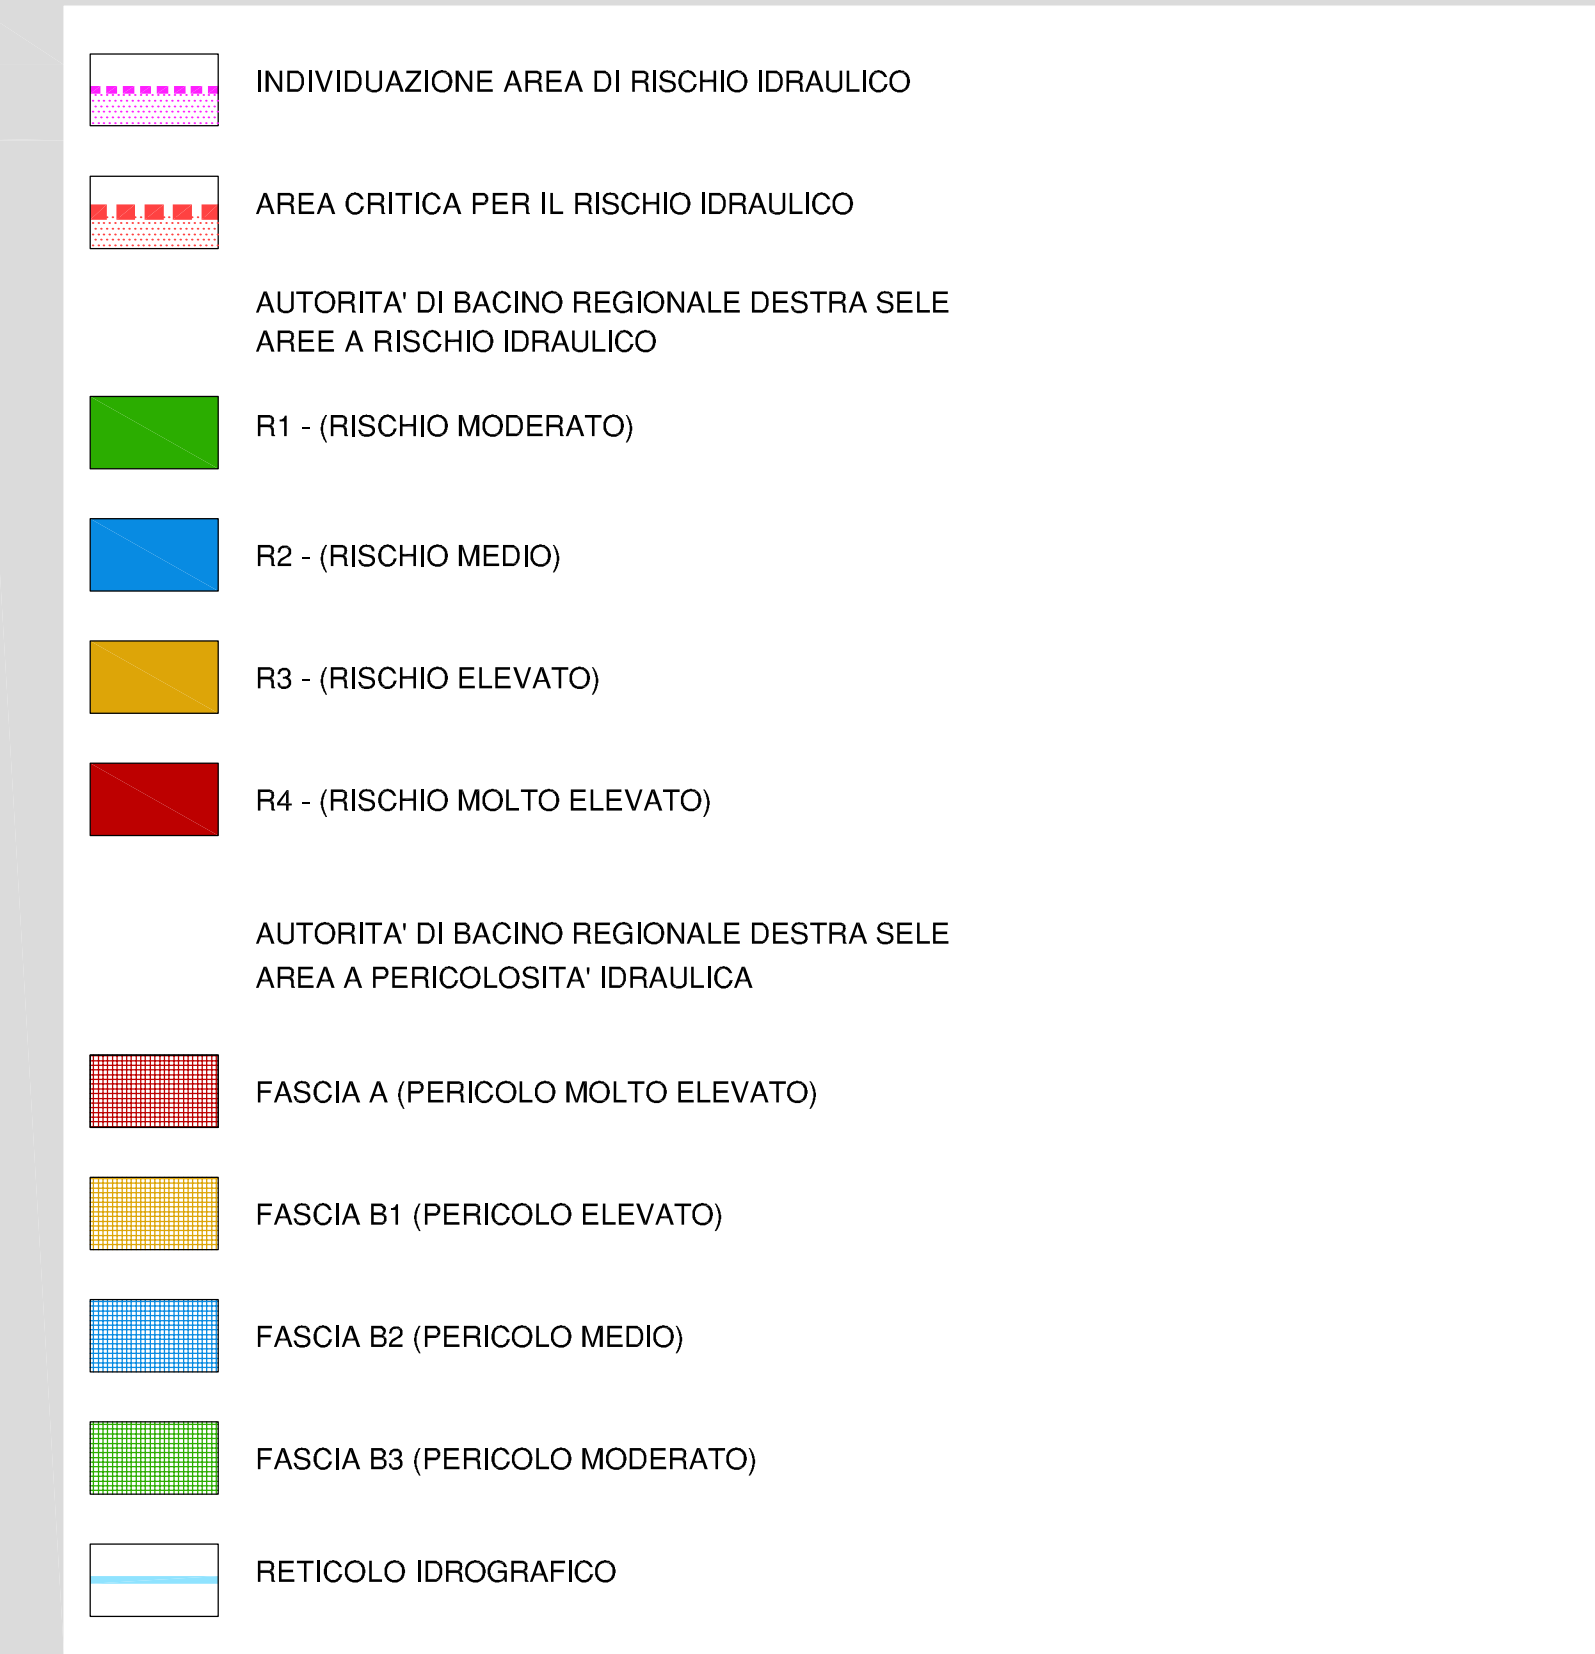 INDIVIDUAZIONE AREA DI RISCHIO IDRAULICO
AREA CRITICA PER IL RISCHIO IDRAULICO
AUTORITA' DI BACINO REGIONALE DESTRA SELE
AREE A RISCHIO IDRAULICO
R1 - (RISCHIO MODERATO)
R2 - (RISCHIO MEDIO)
R3 - (RISCHIO ELEVATO)
R4 - (RISCHIO MOLTO ELEVATO)
AUTORITA' DI BACINO REGIONALE DESTRA SELE
AREA A PERICOLOSITA' IDRAULICA
FASCIA A (PERICOLO MOLTO ELEVATO)
FASCIA B1 (PERICOLO ELEVATO)
FASCIA B2 (PERICOLO MEDIO)
FASCIA B3 (PERICOLO MODERATO)
RETICOLO IDROGRAFICO